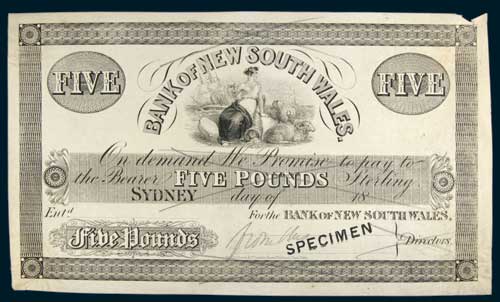 FIVE
FIVE
BANK OF NEW SOUTH WALES.
On demand We Promise to pay to
the Bearer FIVE POUNDS Sterling
SYDNEY day of 18
Entd For the BANK OF NEW SOUTH WALES.
Five Pounds
SPECIMEN
Directors.